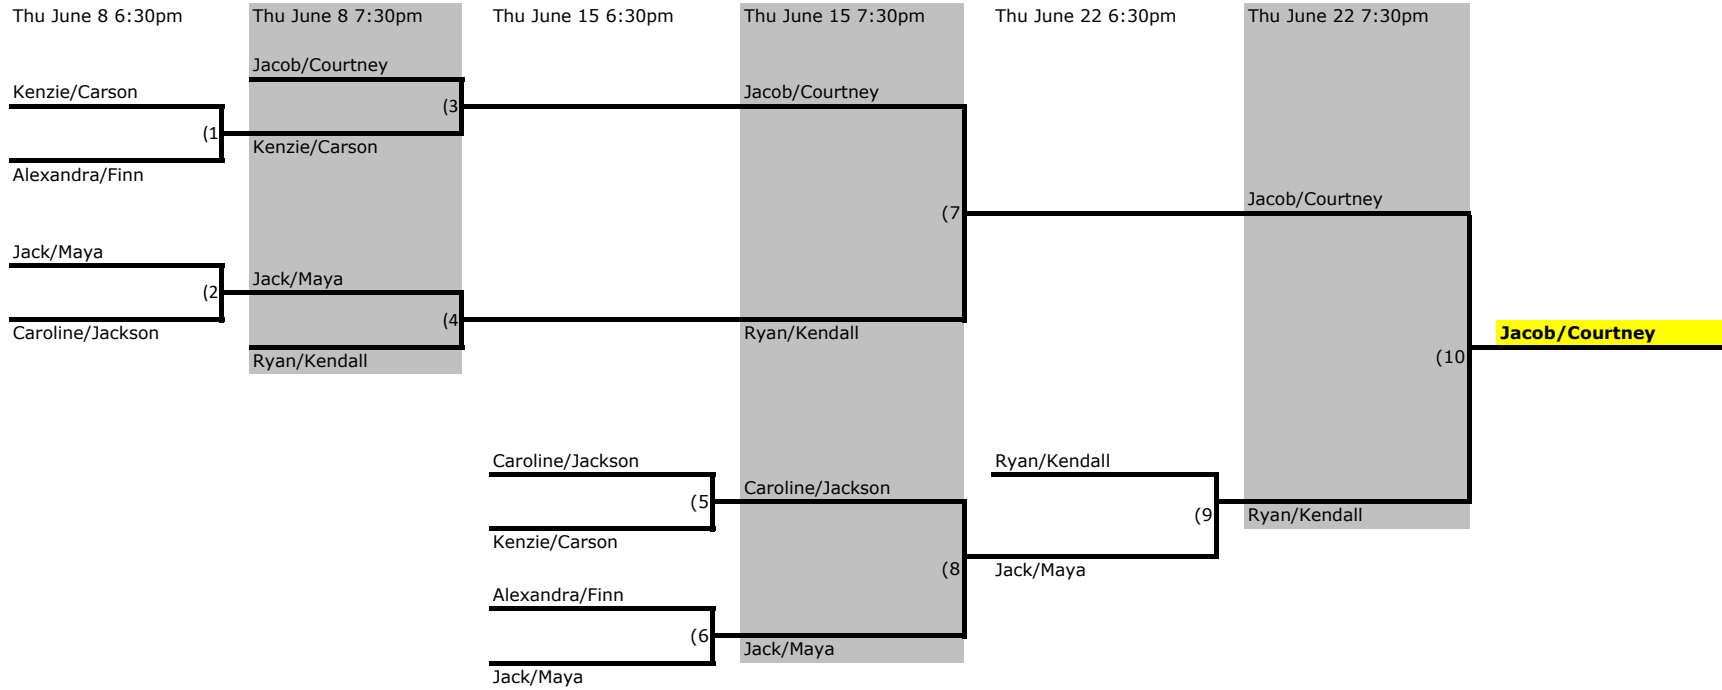 Thu June 8 6:30pm
Thu June 8 7:30pm
Thu June 15 6:30pm
Thu June 15 7:30pm
Thu June 22 6:30pm
Thu June 22 7:30pm
Jacob/Courtney
Kenzie/Carson
(3
Jacob/Courtney
(1
Kenzie/Carson
Alexandra/Finn
(7
Jacob/Courtney
Jack/Maya
Jack/Maya
(2
(4
Caroline/Jackson
Ryan/Kendall
Ryan/Kendall
Jacob/Courtney
(10
Caroline/Jackson
Ryan/Kendall
(5
Caroline/Jackson
(9
Ryan/Kendall
Kenzie/Carson
(8
Jack/Maya
Alexandra/Finn
(6
Jack/Maya
Jack/Maya